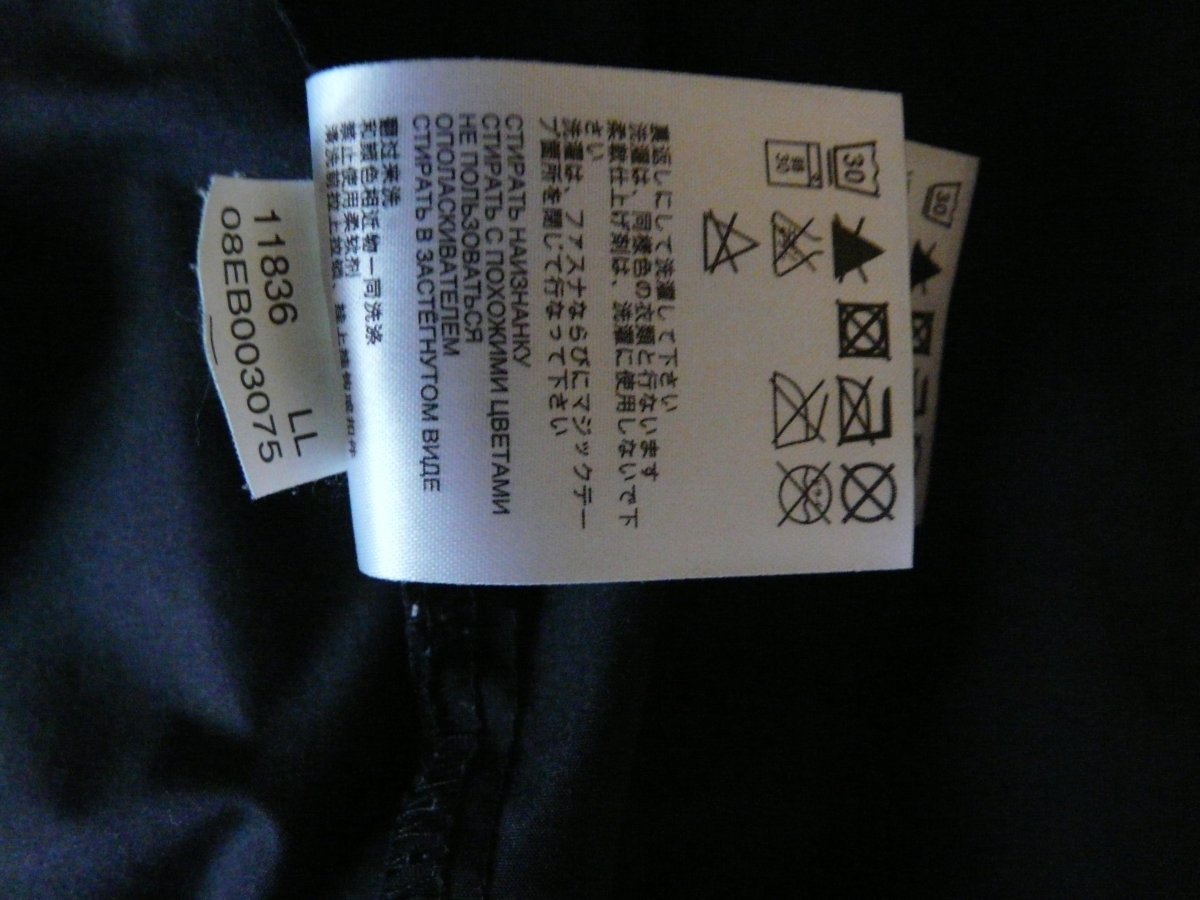 30
30
裏返しにして洗濯して下さい
洗濯は、同様色の衣類と行ないます
柔軟仕上げ剤は、洗濯に使用しないで下
さい
洗濯は、ファスナならびにマジックテー
プ箇所を閉じて行なって下さい
СТИРАТЬ НАИЗНАНКУ
СТИРАТЬ С ПОХОЖИМИ ЦВЕТАМИ
НЕ ПОЛЬЗОВАТЬСЯ
ОПОЛАСКИВАТЕЛЕМ
СТИРАТЬ В ЗАСТЁГНУТОМ ВИДЕ
翻过来洗
和颜色相近物一同洗涤
禁止使用柔软剂
11836 LL
08EB003075
30